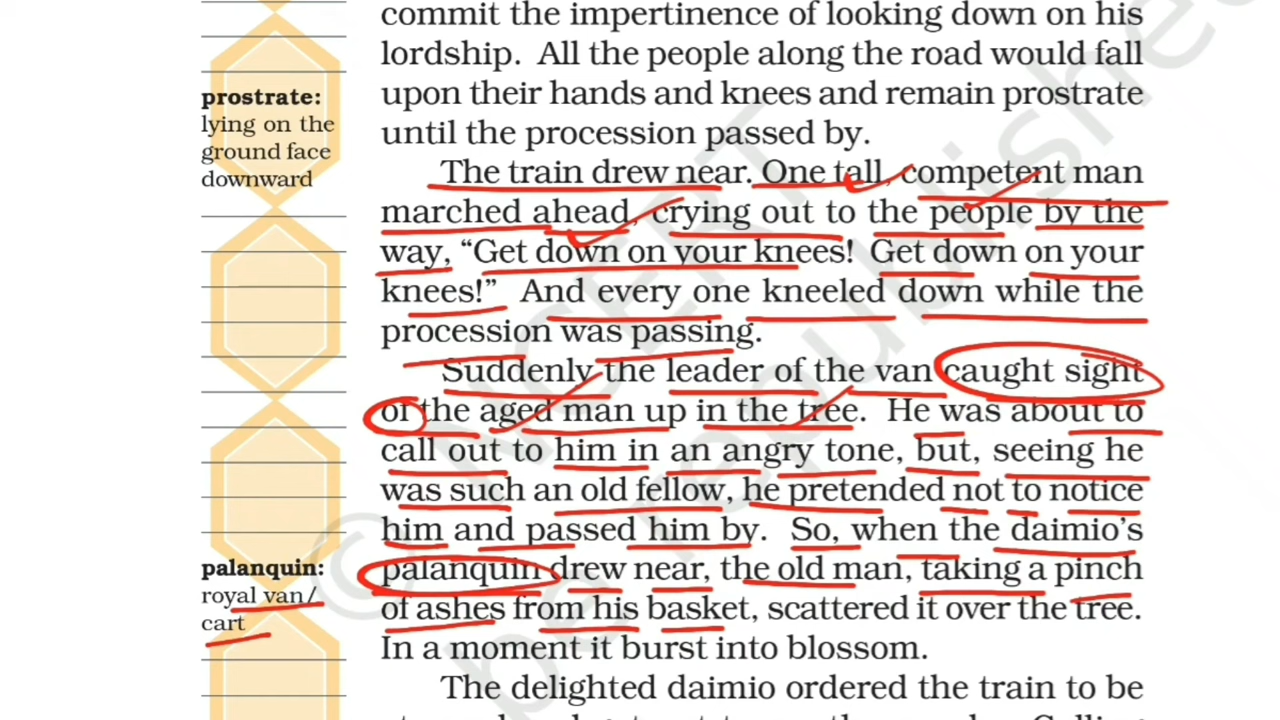 commit the impertinence of looking down on his
lordship. All the people along the road would fall
prostrate:
upon their hands and knees and remain prostrate
lying on the
until the procession passed by.
ground face
downward
The train drew near. One tall, competent man
marched ahead, crying out to the people by the
way, “Get down on your knees! Get down on your
knees!” And every one kneeled down while the
procession was passing.
Suddenly the leader of the van caught sight
of the aged man up in the tree. He was about to
call out to him in an angry tone, but, seeing he
was such an old fellow, he pretended not to notice
him and passed him by. So, when the daimio’s
palanquin:
palanquin drew near, the old man, taking a pinch
royal van/
cart
of ashes from his basket, scattered it over the tree.
In a moment it burst into blossom.
The delighted daimio ordered the train to be
© NCERT
be republished